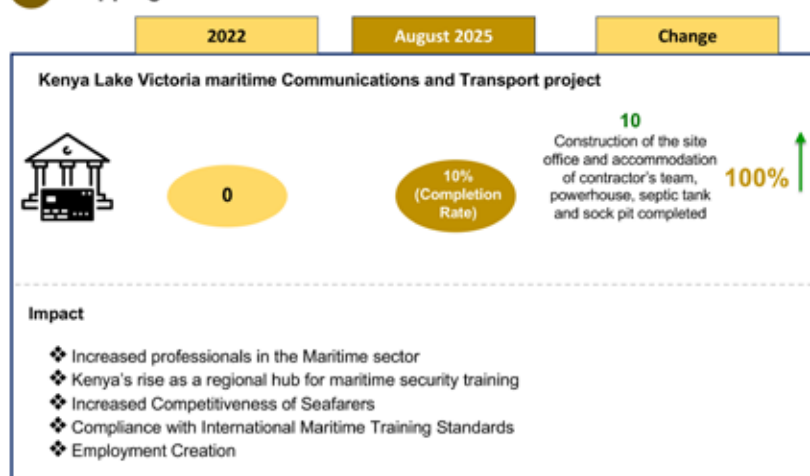 2022
August 2025
Change
Kenya Lake Victoria maritime Communications and Transport project
0
10%
(Completion
Rate)
10
Construction of the site
office and accommodation
of contractor's team,
powerhouse, septic tank
and sock pit completed
100%
Impact
❖ Increased professionals in the Maritime sector
❖ Kenya's rise as a regional hub for maritime security training
❖ Increased Competitiveness of Seafarers
❖ Compliance with International Maritime Training Standards
❖ Employment Creation